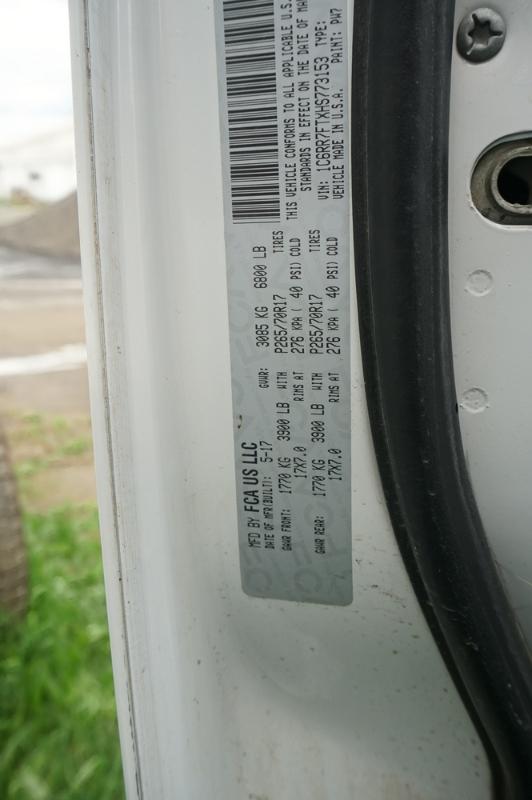 MFD BY FCA US LLC
DATE OF MFR(BUILT): 5-17 GVWR: 3085 KG 6800 LB
GAWR FRONT: 1770 KG 3900 LB WITH P265/70R17 TIRES
17X7.0 RIMS AT 276 KPA ( 40 PSI) COLD
GAWR REAR: 1770 KG 3900 LB WITH P265/70R17 TIRES
17X7.0 RIMS AT 276 KPA ( 40 PSI) COLD
THIS VEHICLE CONFORMS TO ALL APPLICABLE U.S.
STANDARDS IN EFFECT ON THE DATE OF
VIN: 1C6RR7FTXHS773153 TYPE:
VEHICLE MADE IN U.S.A. PAINT: PW7